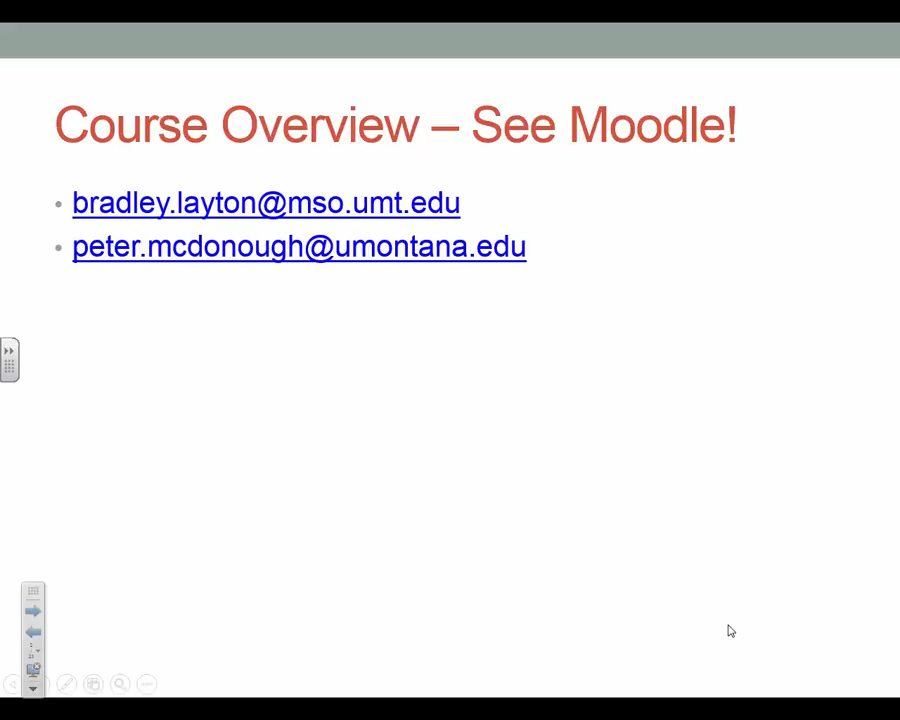 Course Overview – See Moodle!
• bradley.layton@mso.umt.edu
• peter.mcdonough@umontana.edu